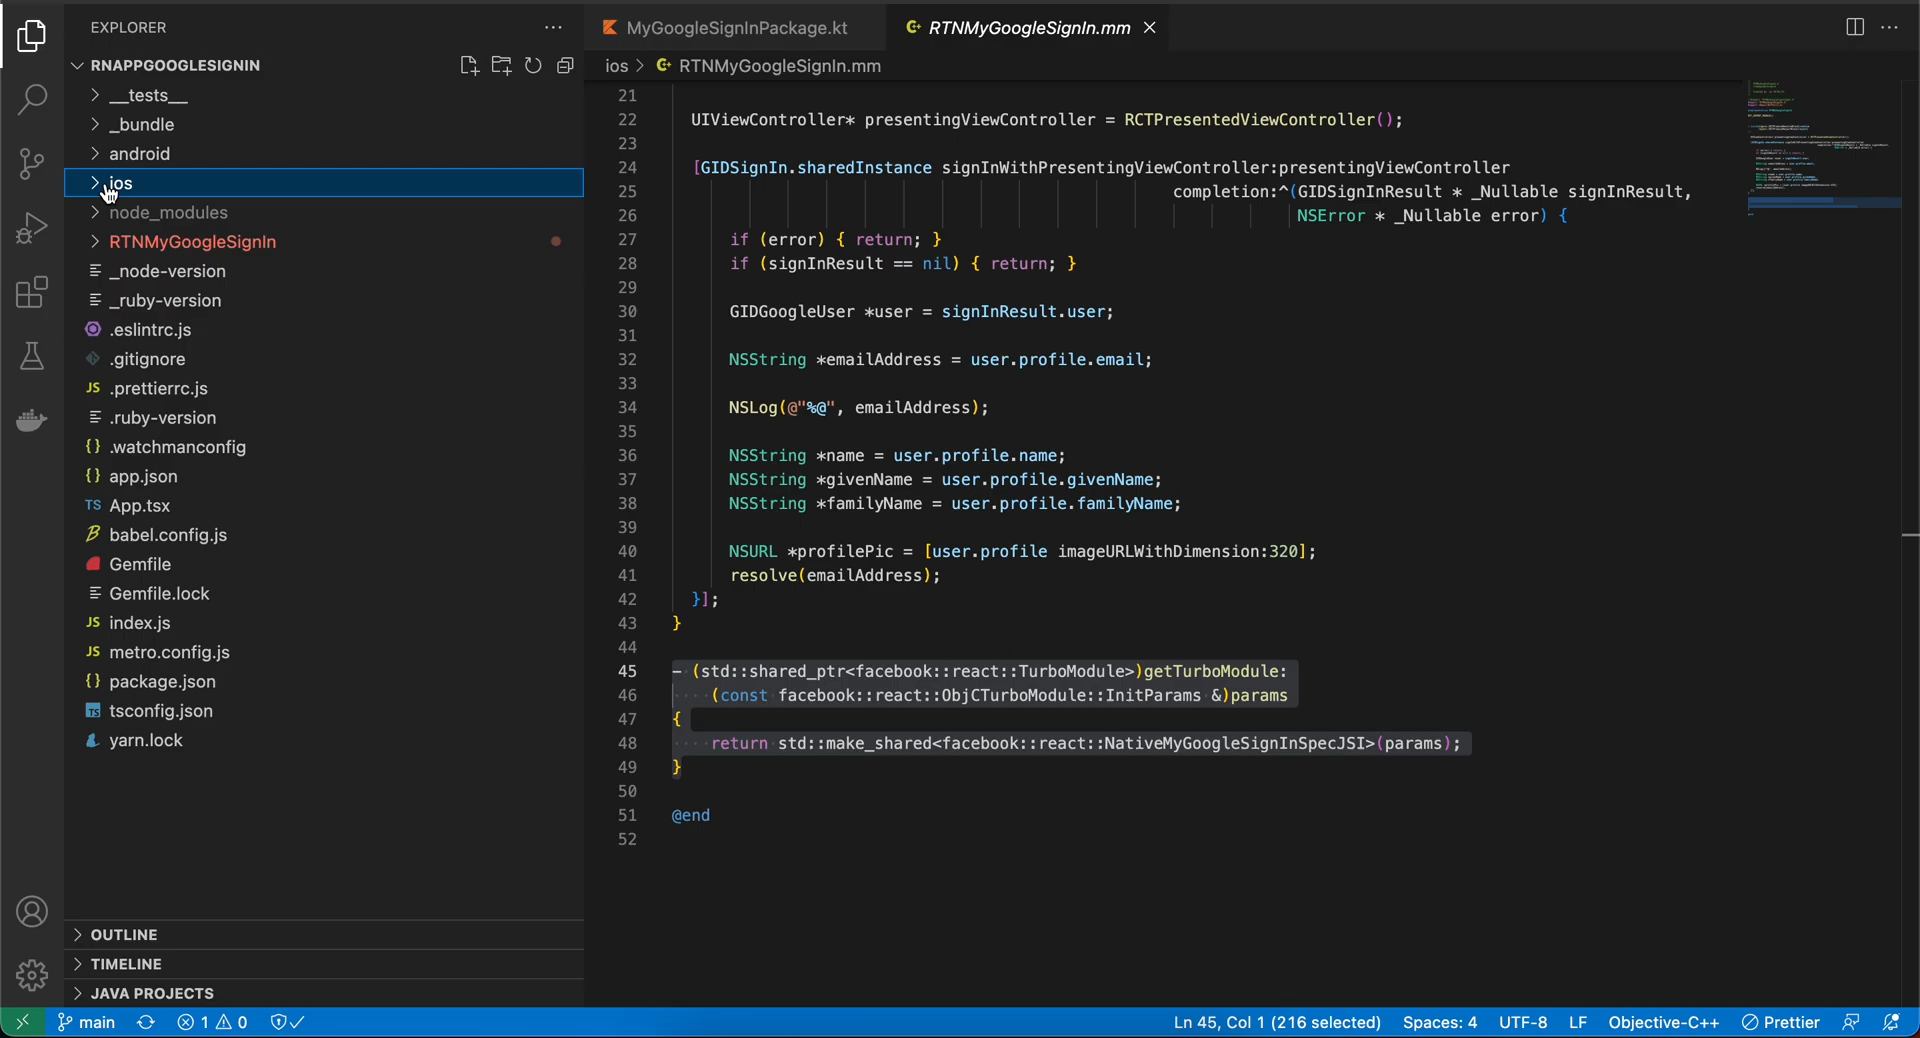 EXPLORER
RNAPPGOOGLESIGNIN
__tests__
_bundle
android
ios
node_modules
RTNMyGoogleSignIn
_node-version
_ruby-version
.eslintrc.js
.gitignore
JS .prettierrc.js
.ruby-version
{} .watchmanconfig
{} app.json
TS App.tsx
babel.config.js
Gemfile
Gemfile.lock
JS index.js
JS metro.config.js
{} package.json
TS tsconfig.json
yarn.lock
OUTLINE
TIMELINE
JAVA PROJECTS
MyGoogleSignInPackage.kt
RTNMyGoogleSignIn.mm
ios > RTNMyGoogleSignIn.mm
21
22 UIViewController* presentingViewController = RCTPresentedViewController();
23
24 [GIDSignIn.sharedInstance signInWithPresentingViewController:presentingViewController
25 completion:^(GIDSignInResult * _Nullable signInResult,
26 NSError * _Nullable error) {
27 if (error) { return; }
28 if (signInResult == nil) { return; }
29
30 GIDGoogleUser *user = signInResult.user;
31
32 NSString *emailAddress = user.profile.email;
33
34 NSLog(@"%@", emailAddress);
35
36 NSString *name = user.profile.name;
37 NSString *givenName = user.profile.givenName;
38 NSString *familyName = user.profile.familyName;
39
40 NSURL *profilePic = [user.profile imageURLWithDimension:320];
41 resolve(emailAddress);
42 }];
43 }
44
45 - (std::shared_ptr<facebook::react::TurboModule>)getTurboModule:
46 (const facebook::react::ObjCTurboModule::InitParams &)params
47 {
48 return std::make_shared<facebook::react::NativeMyGoogleSignInSpecJSI>(params);
49 }
50
51 @end
52
main 1 0 Ln 45, Col 1 (216 selected) Spaces: 4 UTF-8 LF Objective-C++ Prettier